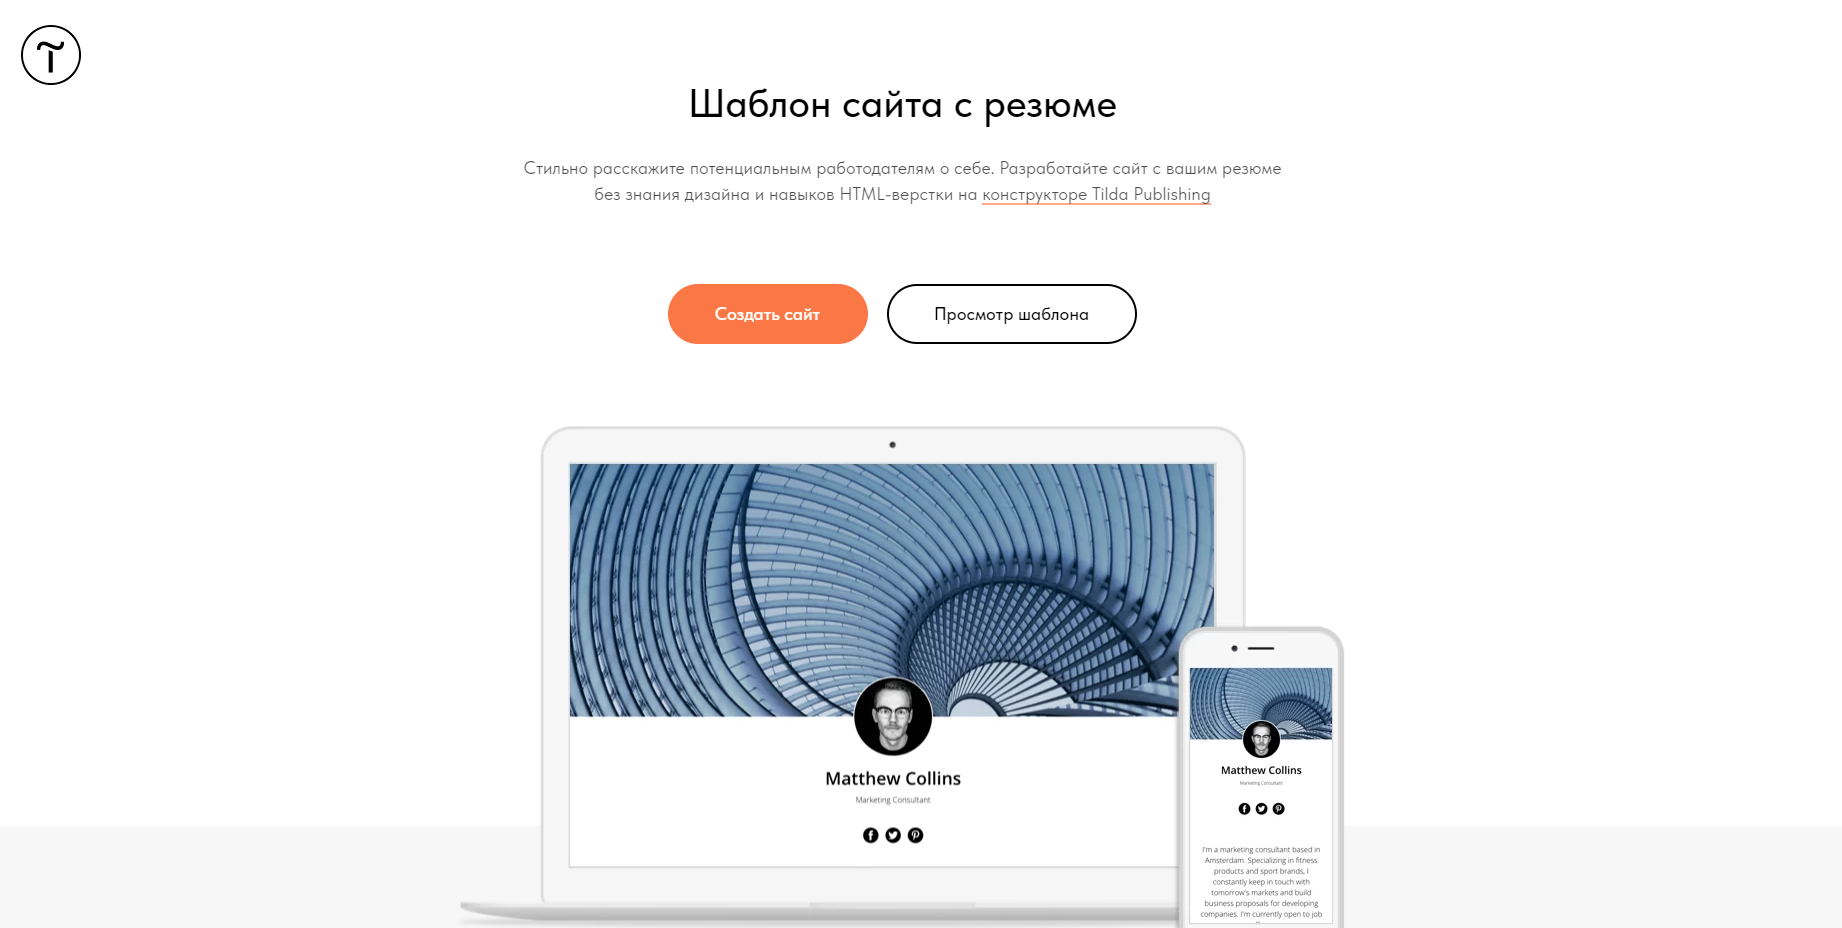 Шаблон сайта с резюме
Стильно расскажите потенциальным работодателям о себе. Разработайте сайт с вашим резюме
без знания дизайна и навыков HTML-верстки на конструкторе Tilda Publishing
Создать сайт
Просмотр шаблона
Matthew Collins
Marketing Consultant
Matthew Collins
Marketing Consultant
I'm a marketing consultant based in
Amsterdam. Specializing in fitness
products and sport brands, I
constantly keep in touch with
tomorrow's markets and build
business proposals for developing
companies. I'm currently open to job